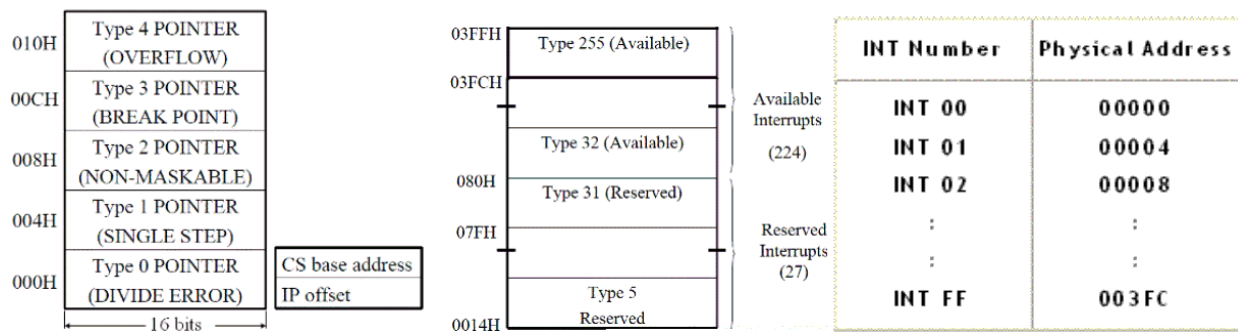 010H
Type 4 POINTER
(OVERFLOW)
00CH
Type 3 POINTER
(BREAK POINT)
008H
Type 2 POINTER
(NON-MASKABLE)
004H
Type 1 POINTER
(SINGLE STEP)
000H
Type 0 POINTER
(DIVIDE ERROR)
CS base address
IP offset
16 bits
03FFH
Type 255 (Available)
03FCH
Type 32 (Available)
080H
Type 31 (Reserved)
07FH
Type 5
Reserved
0014H
Available
Interrupts
(224)
Reserved
Interrupts
(27)
INT Number Physical Address
INT 00 00000
INT 01 00004
INT 02 00008
: :
: :
INT FF 003FC